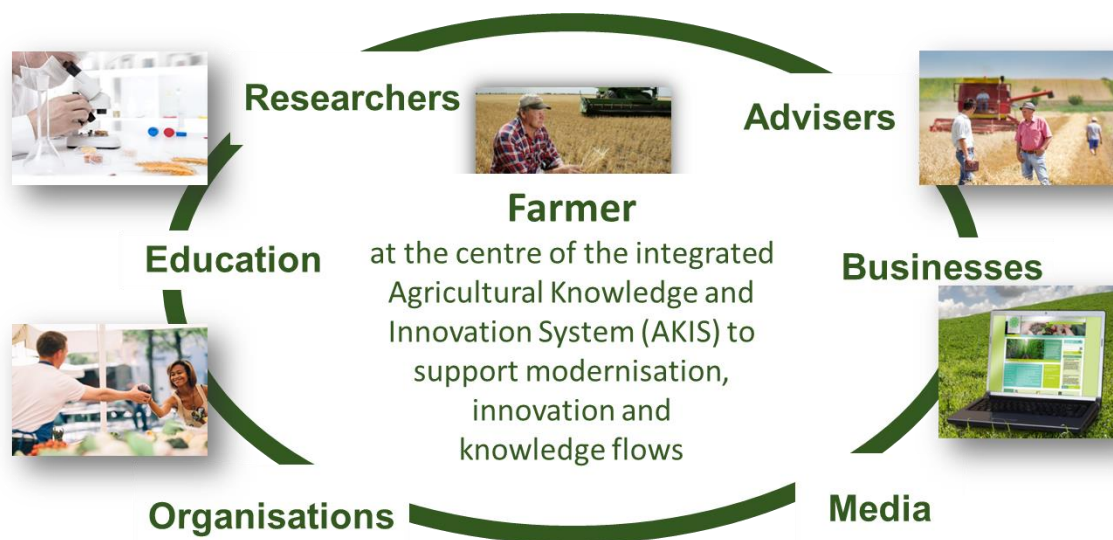 Researchers
Advisers
Farmer
at the centre of the integrated
Agricultural Knowledge and
Innovation System (AKIS) to
support modernisation,
innovation and
knowledge flows
Education
Businesses
Organisations
Media